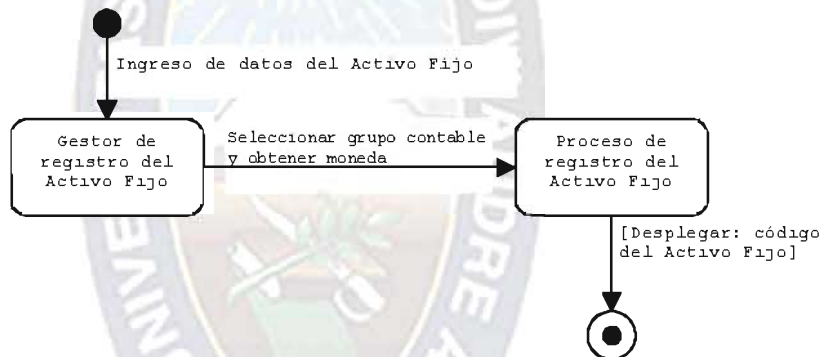 Ingreso de datos del Activo Fijo
Gestor de
registro del
Activo Fijo
Seleccionar grupo contable
y obtener moneda
Proceso de
registro del
Activo Fijo
[Desplegar: código
del Activo Fijo]